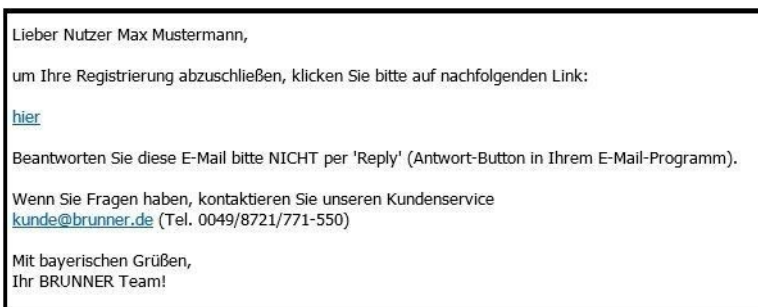 Lieber Nutzer Max Mustermann,
um Ihre Registrierung abzuschließen, klicken Sie bitte auf nachfolgenden Link:
hier
Beantworten Sie diese E-Mail bitte NICHT per 'Reply' (Antwort-Button in Ihrem E-Mail-Programm).
Wenn Sie Fragen haben, kontaktieren Sie unseren Kundenservice
kunde@brunner.de (Tel. 0049/8721/771-550)
Mit bayerischen Grüßen,
Ihr BRUNNER Team!